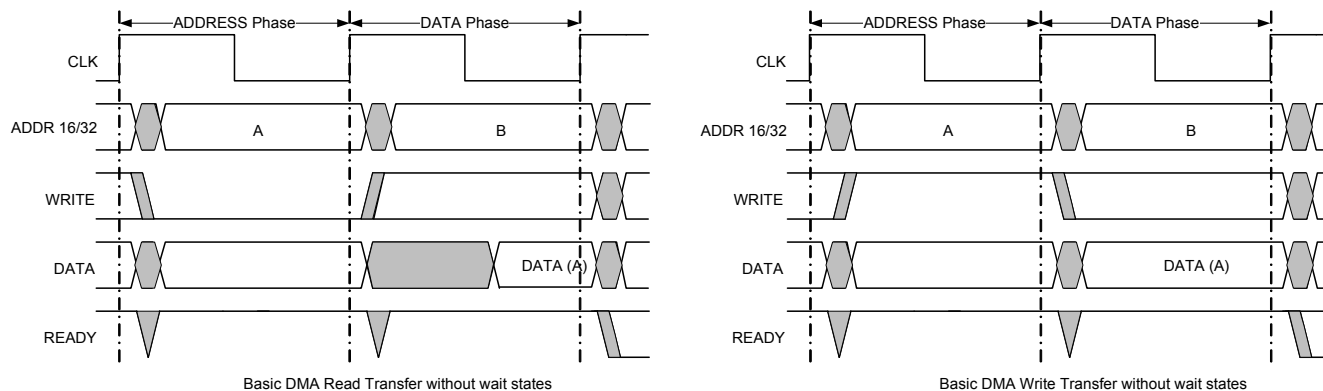 ADDRESS Phase DATA Phase
CLK
ADDR 16/32 A B
WRITE
DATA DATA (A)
READY
Basic DMA Read Transfer without wait states
ADDRESS Phase DATA Phase
CLK
ADDR 16/32 A B
WRITE
DATA DATA (A)
READY
Basic DMA Write Transfer without wait states